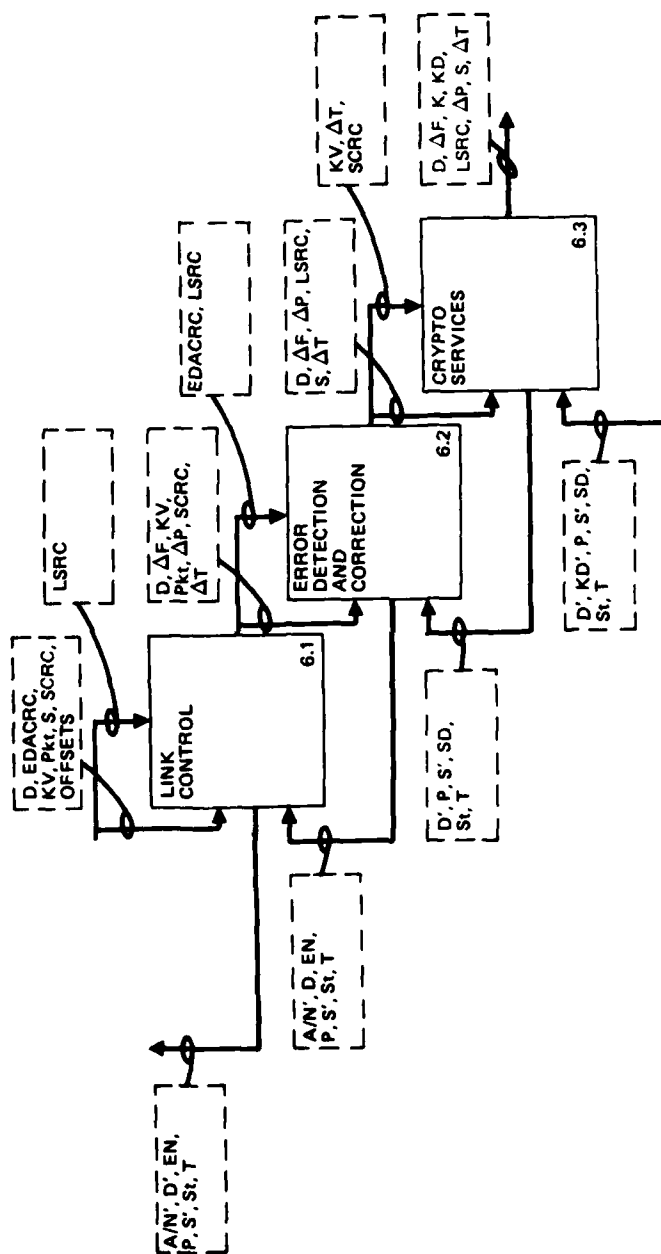 A/N', D', EN,
P, S', St, T
D, EDACRC,
KV, Pkt, S, SCRC,
OFFSETS
LSRC
LINK
CONTROL
6.1
A/N', D, EN,
P, S', St, T
D, ΔF, KV,
Pkt, ΔP, SCRC,
ΔT
EDACRC, LSRC
ERROR
DETECTION
AND
CORRECTION
6.2
D', P, S', SD,
St, T
D, ΔF, ΔP, LSRC,
S, ΔT
KV, ΔT,
SCRC
CRYPTO
SERVICES
6.3
D', KD', P, S', SD,
St, T
D, ΔF, K, KD,
LSRC, ΔP, S, ΔT